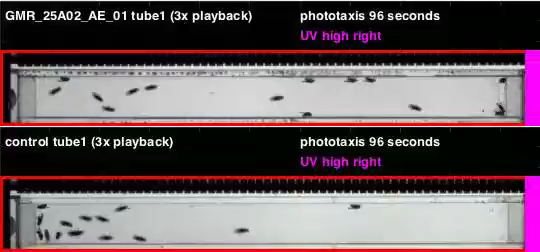 GMR_25A02_AE_01 tube1 (3x playback) phototaxis 96 seconds
UV high right
control tube1 (3x playback) phototaxis 96 seconds
UV high right